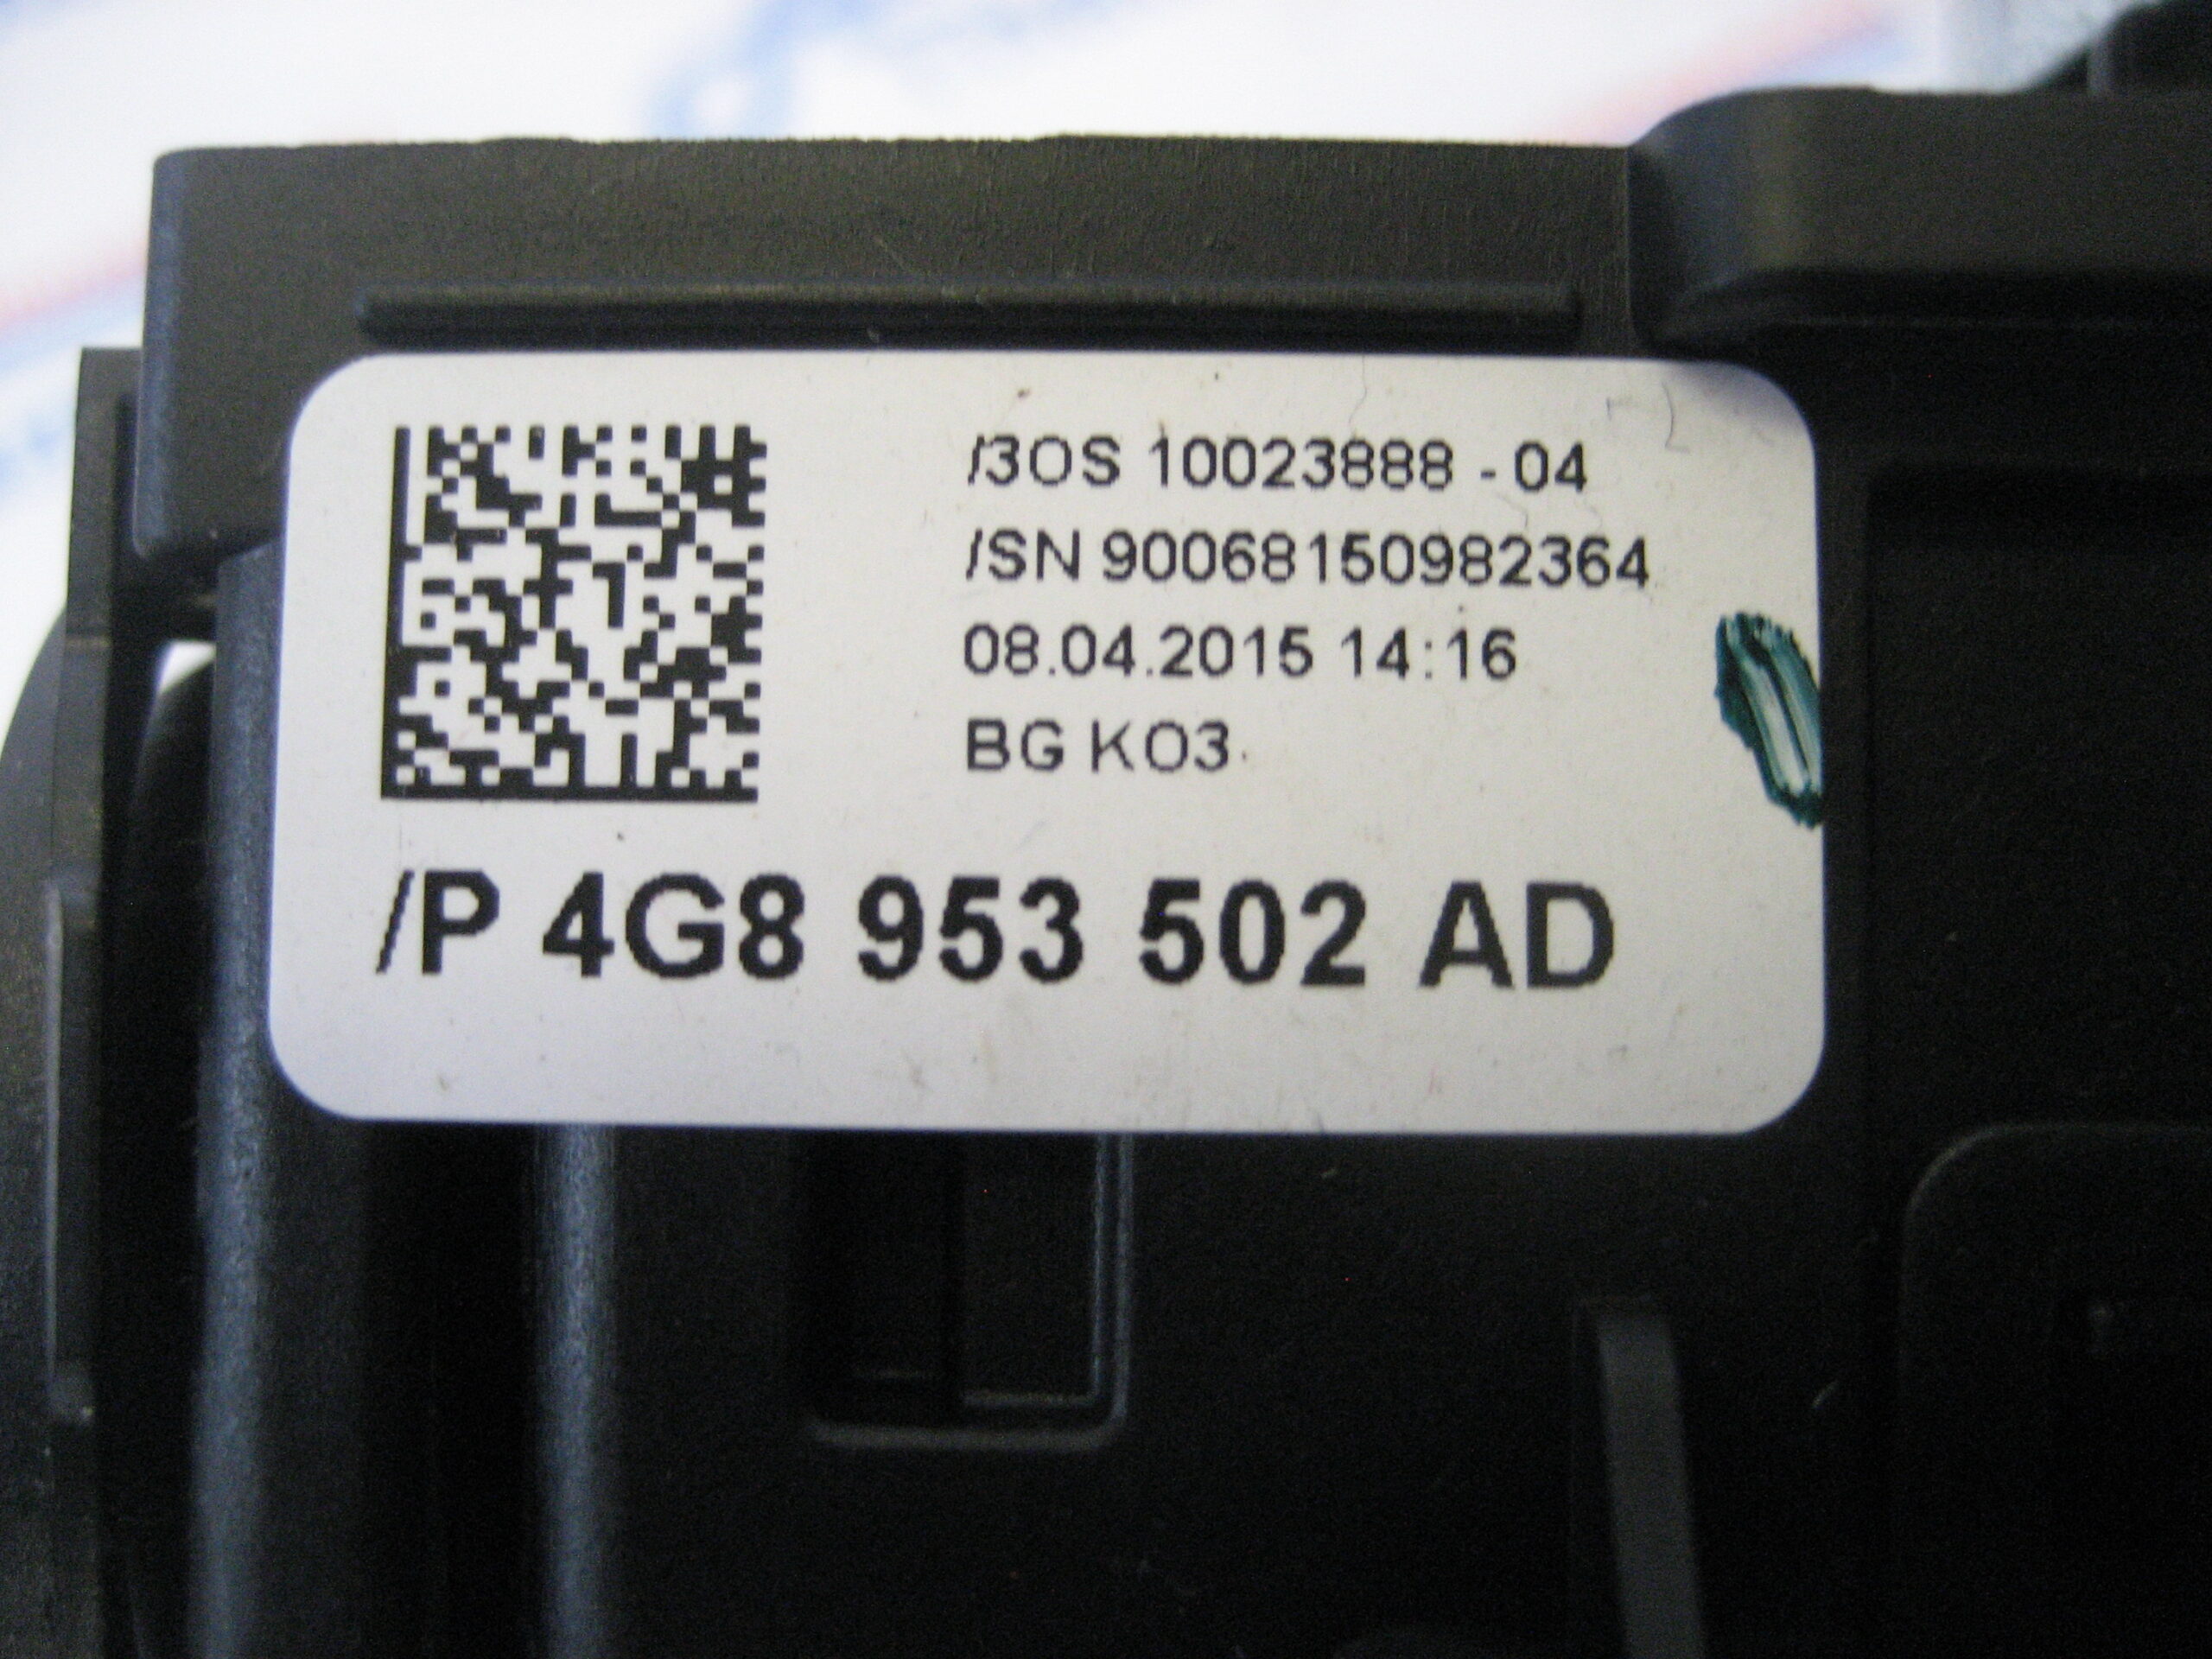 /3OS 10023888 - 04
/SN 90068150982364
08.04.2015 14:16
BG KO3
/P 4G8 953 502 AD